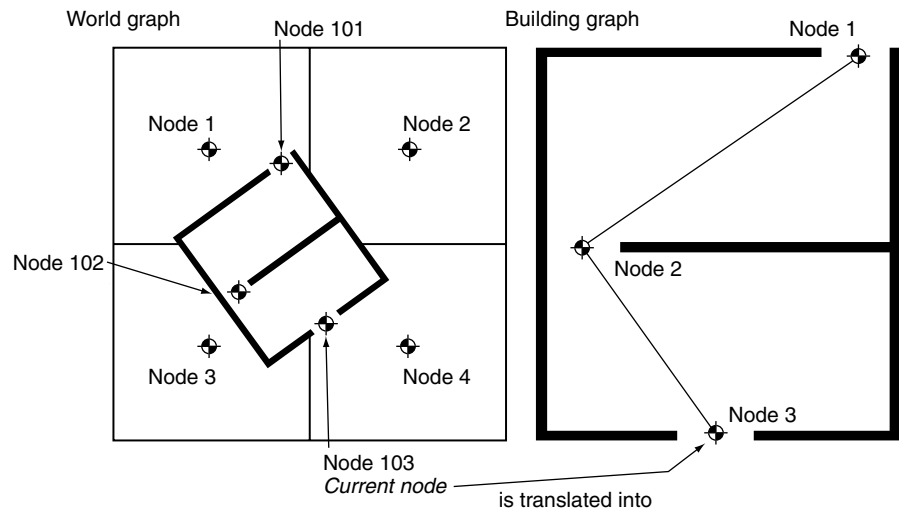 World graph
Node 101
Node 1
Node 2
Node 102
Node 3
Node 4
Node 103
Current node
is translated into
Building graph
Node 1
Node 2
Node 3